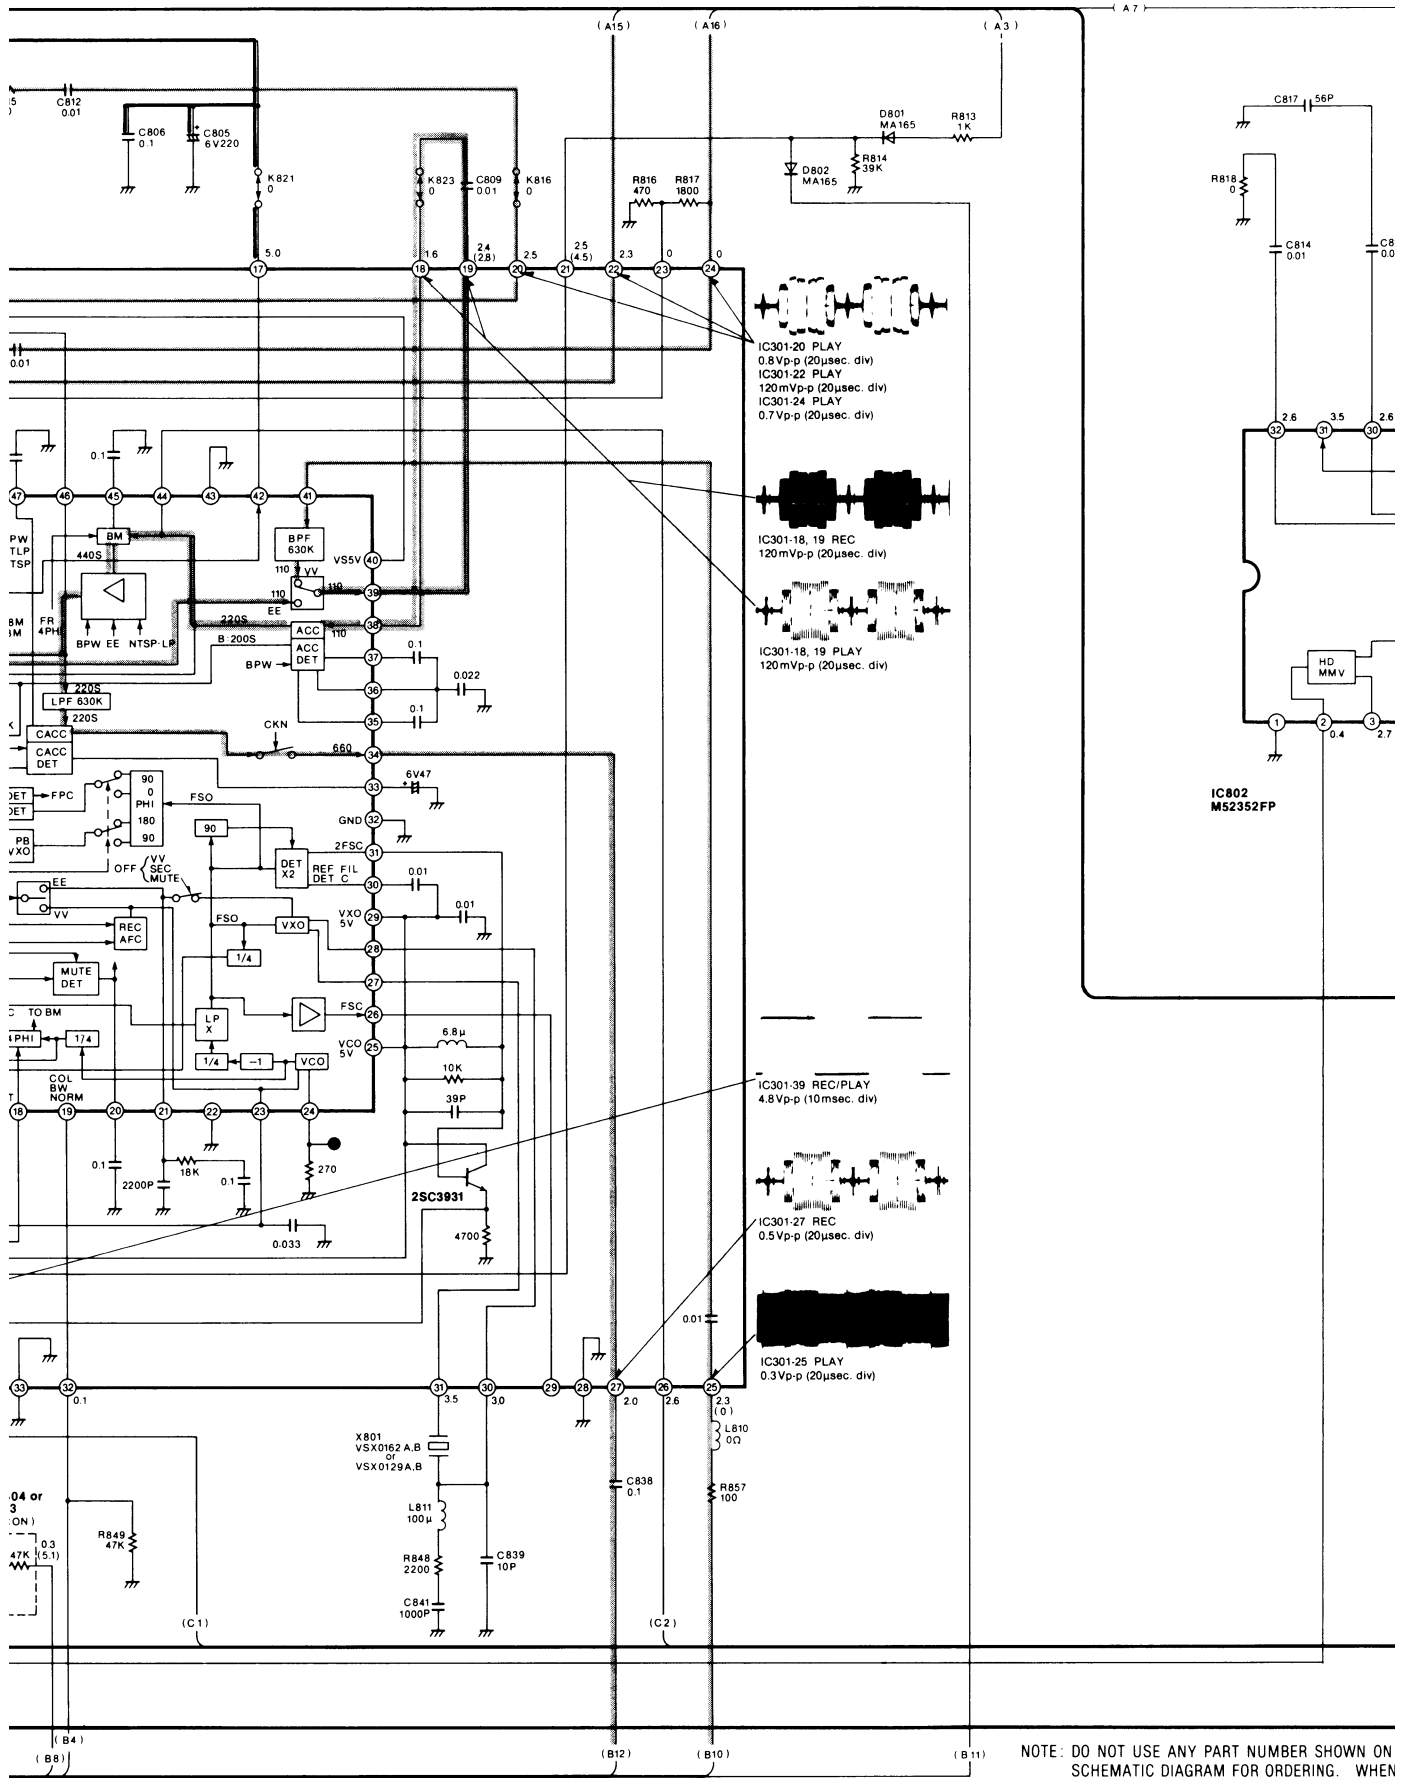 ( A 7 )
( A15 )
( A16 )
( A 3 )
C812
0.01
C806
0.1
C805
6V220
+
K821
0
K823
0
C809
0.01
K816
0
R816
470
R817
1800
D801
MA165
R813
1K
R814
39K
D802
MA165
C817
56P
R818
0
C814
0.01
17
5.0
18
1.6
19
2.4
(2.8)
20
2.5
21
2.5
(4.5)
22
2.3
23
0
24
0
0.01
IC301-20 PLAY
0.8Vp-p (20µsec. div)
IC301-22 PLAY
120mVp-p (20µsec. div)
IC301-24 PLAY
0.7Vp-p (20µsec. div)
32
2.6
31
3.5
30
2.6
0.1
47
46
45
44
43
42
41
IC301-18, 19 REC
120mVp-p (20µsec. div)
PW
TLP
TSP
BM
440S
BPF
630K
VS5V
40
110
VV
110
39
110
EE
38
FR
4PHI
BPW EE NTSP-LP
220S
B:200S
ACC
110
ACC
DET
BPW
37
0.1
36
0.022
35
0.1
IC301-18, 19 PLAY
120mVp-p (20µsec. div)
HD
MMV
1
2
0.4
3
2.7
220S
LPF 630K
220S
CACC
CACC
DET
CKN
660
34
33
6V47
+
IC802
M52352FP
FPC
90
0
PHI
180
90
FSO
PB
VXO
GND
32
90
2FSC
31
DET
X2
REF FIL
DET C
30
0.01
OFF
VV
SEC
MUTE
EE
VV
REC
AFC
FSO
VXO
VXO
5V
29
0.01
1/4
28
MUTE
DET
27
TO BM
LP
X
FSC
26
4PHI
1/4
1/4
−1
VCO
VCO
5V
25
6.8µ
10K
39P
COL
BW
NORM
18
19
20
21
22
23
24
IC301-39 REC/PLAY
4.8Vp-p (10msec. div)
0.1
2200P
18K
0.1
270
2SC3931
4700
0.033
IC301-27 REC
0.5Vp-p (20µsec. div)
0.01
IC301-25 PLAY
0.3Vp-p (20µsec. div)
33
32
0.1
31
3.5
30
3.0
29
28
27
2.0
26
2.6
25
2.3
(0)
L810
0Ω
X801
VSX0162A,B
or
VSX0129A,B
C838
0.1
R857
100
L811
100µ
R849
47K
47K
0.3
(5.1)
R848
2200
C839
10P
C841
1000P
(C1)
(C2)
( B4 )
( B8 )
(B12)
(B10)
(B11)
NOTE: DO NOT USE ANY PART NUMBER SHOWN ON
SCHEMATIC DIAGRAM FOR ORDERING. WHEN